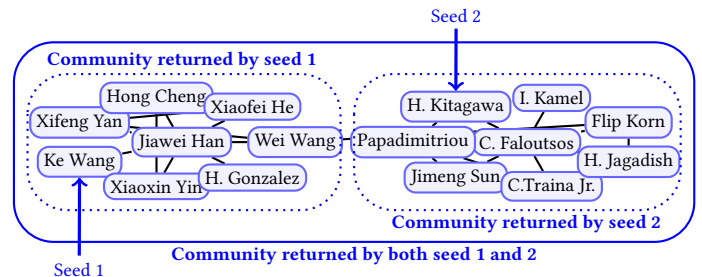 Seed 2
Community returned by seed 1
Hong Cheng
Xiaofei He
Xifeng Yan
Jiawei Han
Wei Wang
Ke Wang
Xiaoxin Yin
H. Gonzalez
H. Kitagawa
I. Kamel
Flip Korn
Papadimitriou
C. Faloutsos
H. Jagadish
Jimeng Sun
C.Traina Jr.
Community returned by seed 2
Community returned by both seed 1 and 2
Seed 1